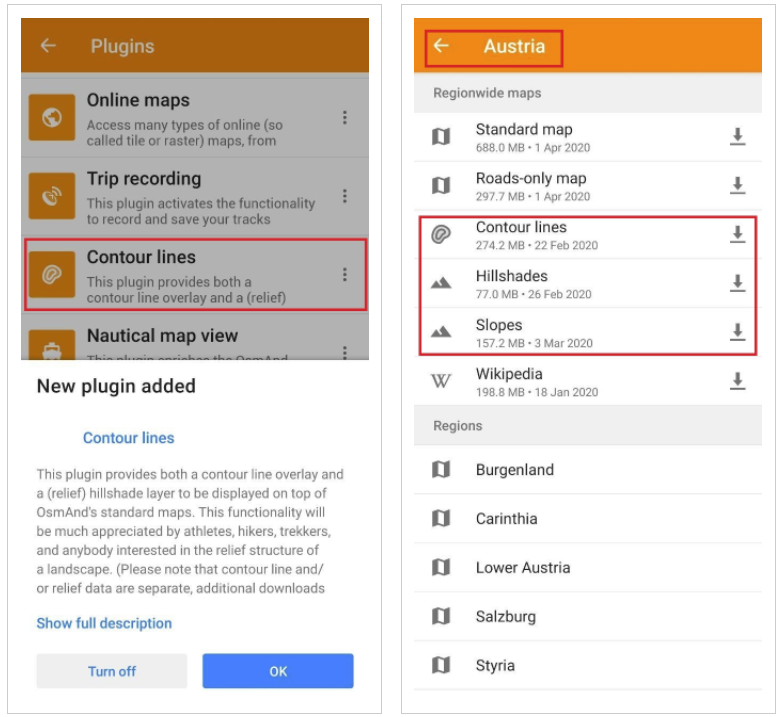 Plugins
Online maps
Access many types of online (so
called tile or raster) maps, from
Trip recording
This plugin activates the functionality
to record and save your tracks
Contour lines
This plugin provides both a
contour line overlay and a (relief)
Nautical map view
This plugin enriches the OsmAnd
New plugin added
Contour lines
This plugin provides both a contour line overlay and
a (relief) hillshade layer to be displayed on top of
OsmAnd's standard maps. This functionality will
be much appreciated by athletes, hikers, trekkers,
and anybody interested in the relief structure of
a landscape. (Please note that contour line and/
or relief data are separate, additional downloads
Show full description
Turn off
OK
Austria
Regionwide maps
Standard map
688.0 MB • 1 Apr 2020
Roads-only map
297.7 MB • 1 Apr 2020
Contour lines
274.2 MB • 22 Feb 2020
Hillshades
77.0 MB • 26 Feb 2020
Slopes
157.2 MB • 3 Mar 2020
W Wikipedia
198.8 MB • 18 Jan 2020
Regions
Burgenland
Carinthia
Lower Austria
Salzburg
Styria